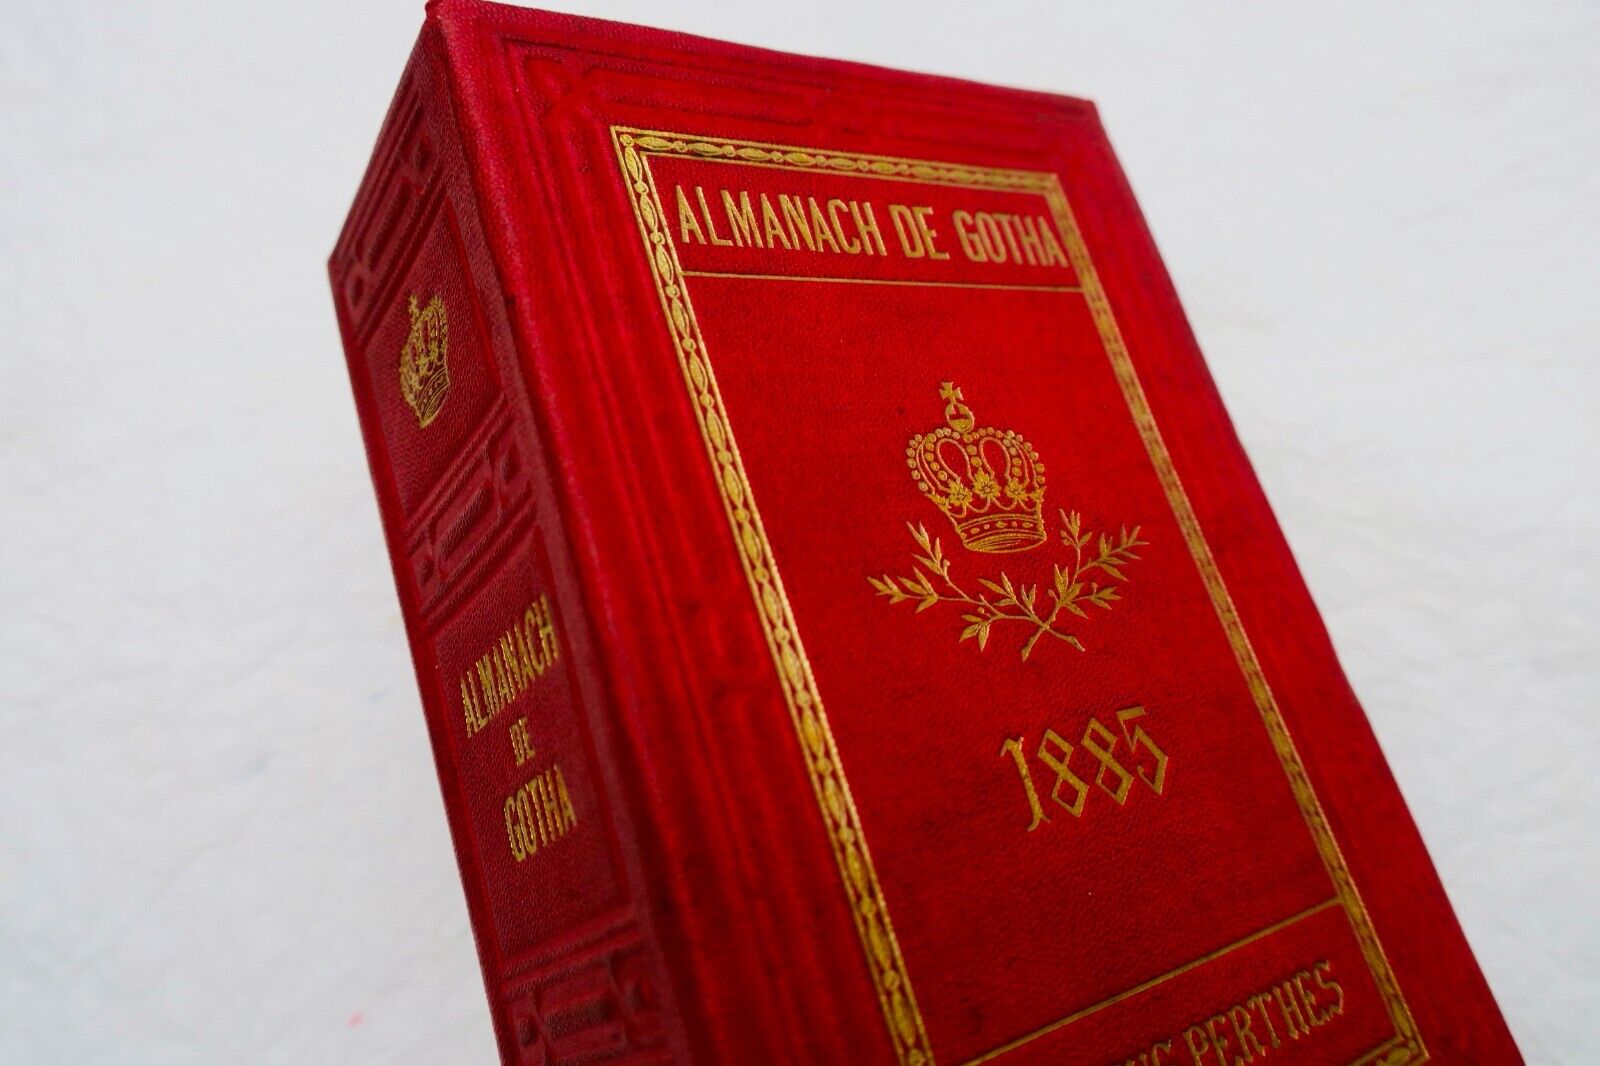 ALMANACH
DE
GOTHA
ALMANACH DE GOTHA
1885
PERTHES